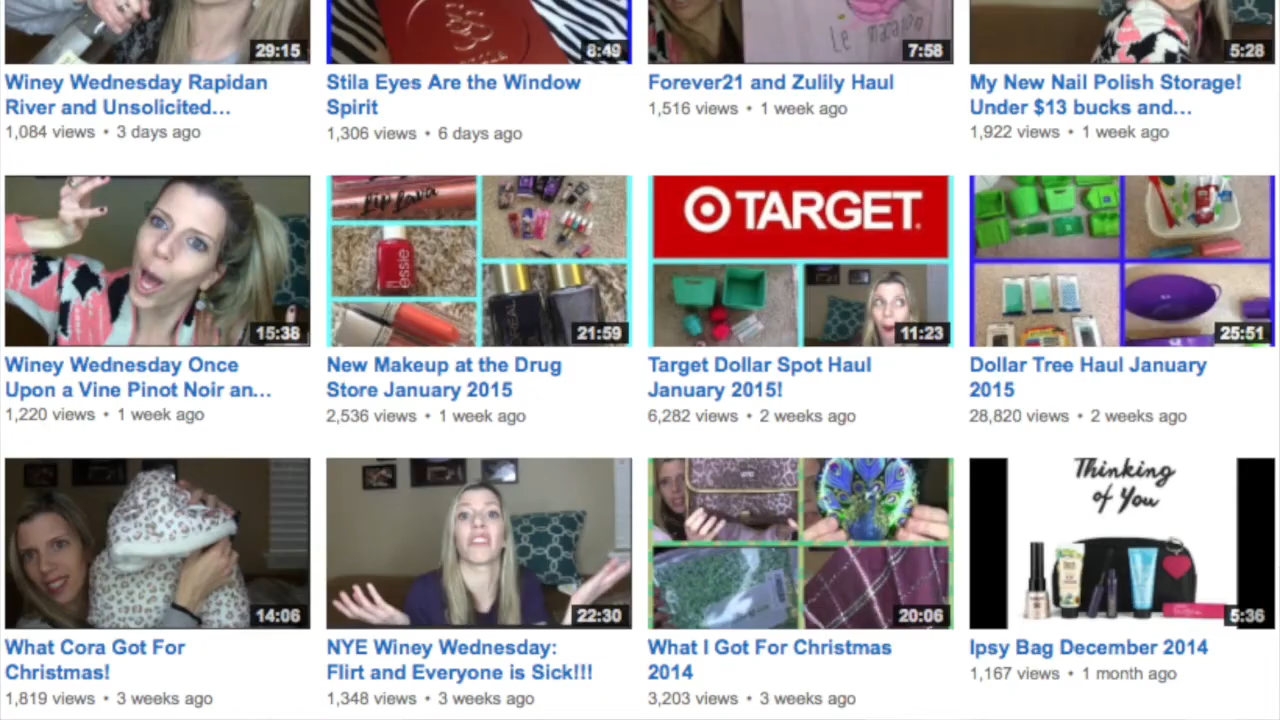 Le
29:15
8:49
7:58
5:28
Winey Wednesday Rapidan
River and Unsolicited...
1,084 views • 3 days ago
Stila Eyes Are the Window
Spirit
1,306 views • 6 days ago
Forever21 and Zulily Haul
1,516 views • 1 week ago
My New Nail Polish Storage!
Under $13 bucks and...
1,922 views • 1 week ago
Lip Lava
essie
TARGET.
15:38
21:59
11:23
25:51
Winey Wednesday Once
Upon a Vine Pinot Noir an...
1,220 views • 1 week ago
New Makeup at the Drug
Store January 2015
2,536 views • 1 week ago
Target Dollar Spot Haul
January 2015!
6,282 views • 2 weeks ago
Dollar Tree Haul January
2015
28,820 views • 2 weeks ago
Thinking
of You
14:06
22:30
20:06
5:36
What Cora Got For
Christmas!
1,819 views • 3 weeks ago
NYE Winey Wednesday:
Flirt and Everyone is Sick!!!
1,348 views • 3 weeks ago
What I Got For Christmas
2014
3,203 views • 3 weeks ago
Ipsy Bag December 2014
1,167 views • 1 month ago